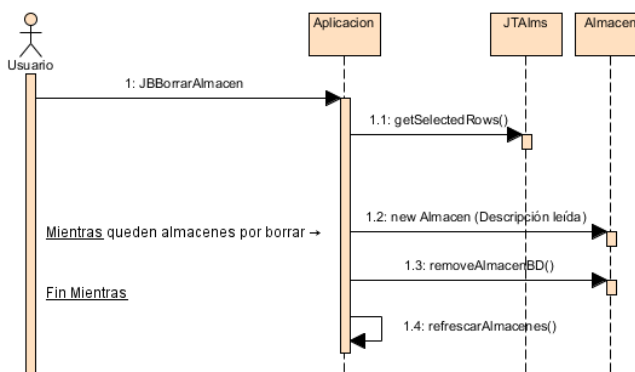 Aplicacion
JTAlms
Almacen
Usuario
1: JBBorrarAlmacen
1.1: getSelectedRows()
1.2: new Almacen (Descripción leída)
Mientras queden almacenes por borrar →
1.3: removeAlmacenBD()
Fin Mientras
1.4: refrescarAlmacenes()